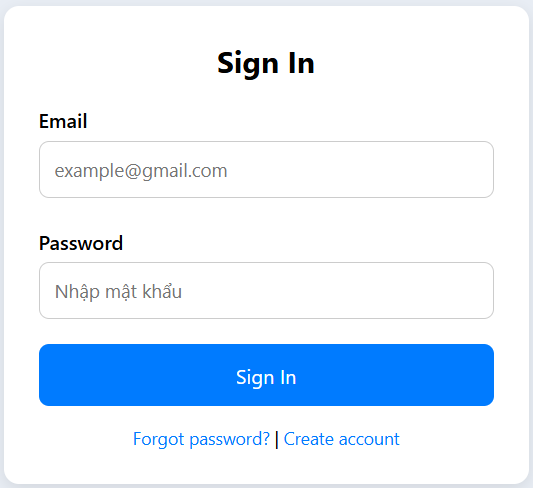 Sign In
Email
example@gmail.com
Password
Nhập mật khẩu
Sign In
Forgot password? | Create account